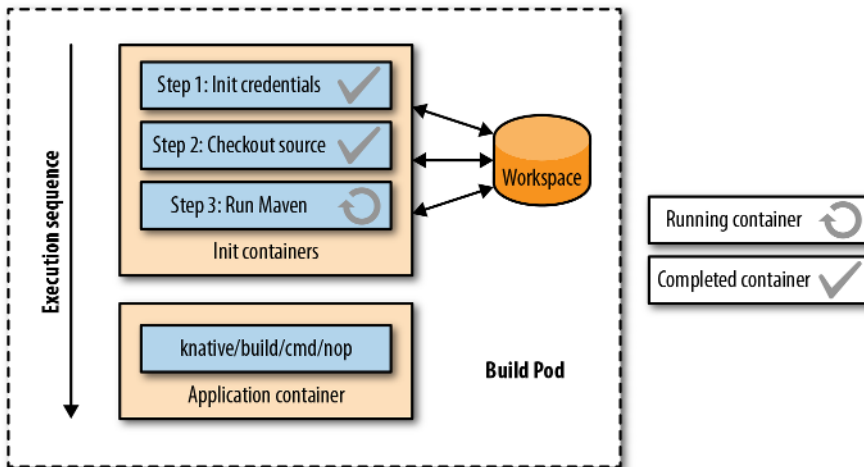 Execution sequence
Step 1: Init credentials
Step 2: Checkout source
Step 3: Run Maven
Init containers
Workspace
knative/build/cmd/nop
Application container
Build Pod
Running container
Completed container